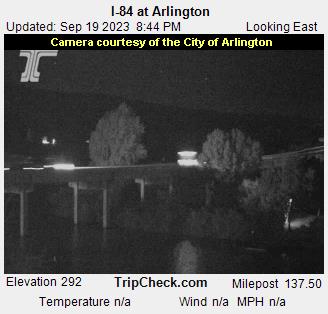 I-84 at Arlington
Updated: Sep 19 2023 8:44 PM Looking East
Camera courtesy of the City of Arlington
Elevation 292 TripCheck.com Milepost 137.50
Temperature n/a Wind n/a MPH n/a